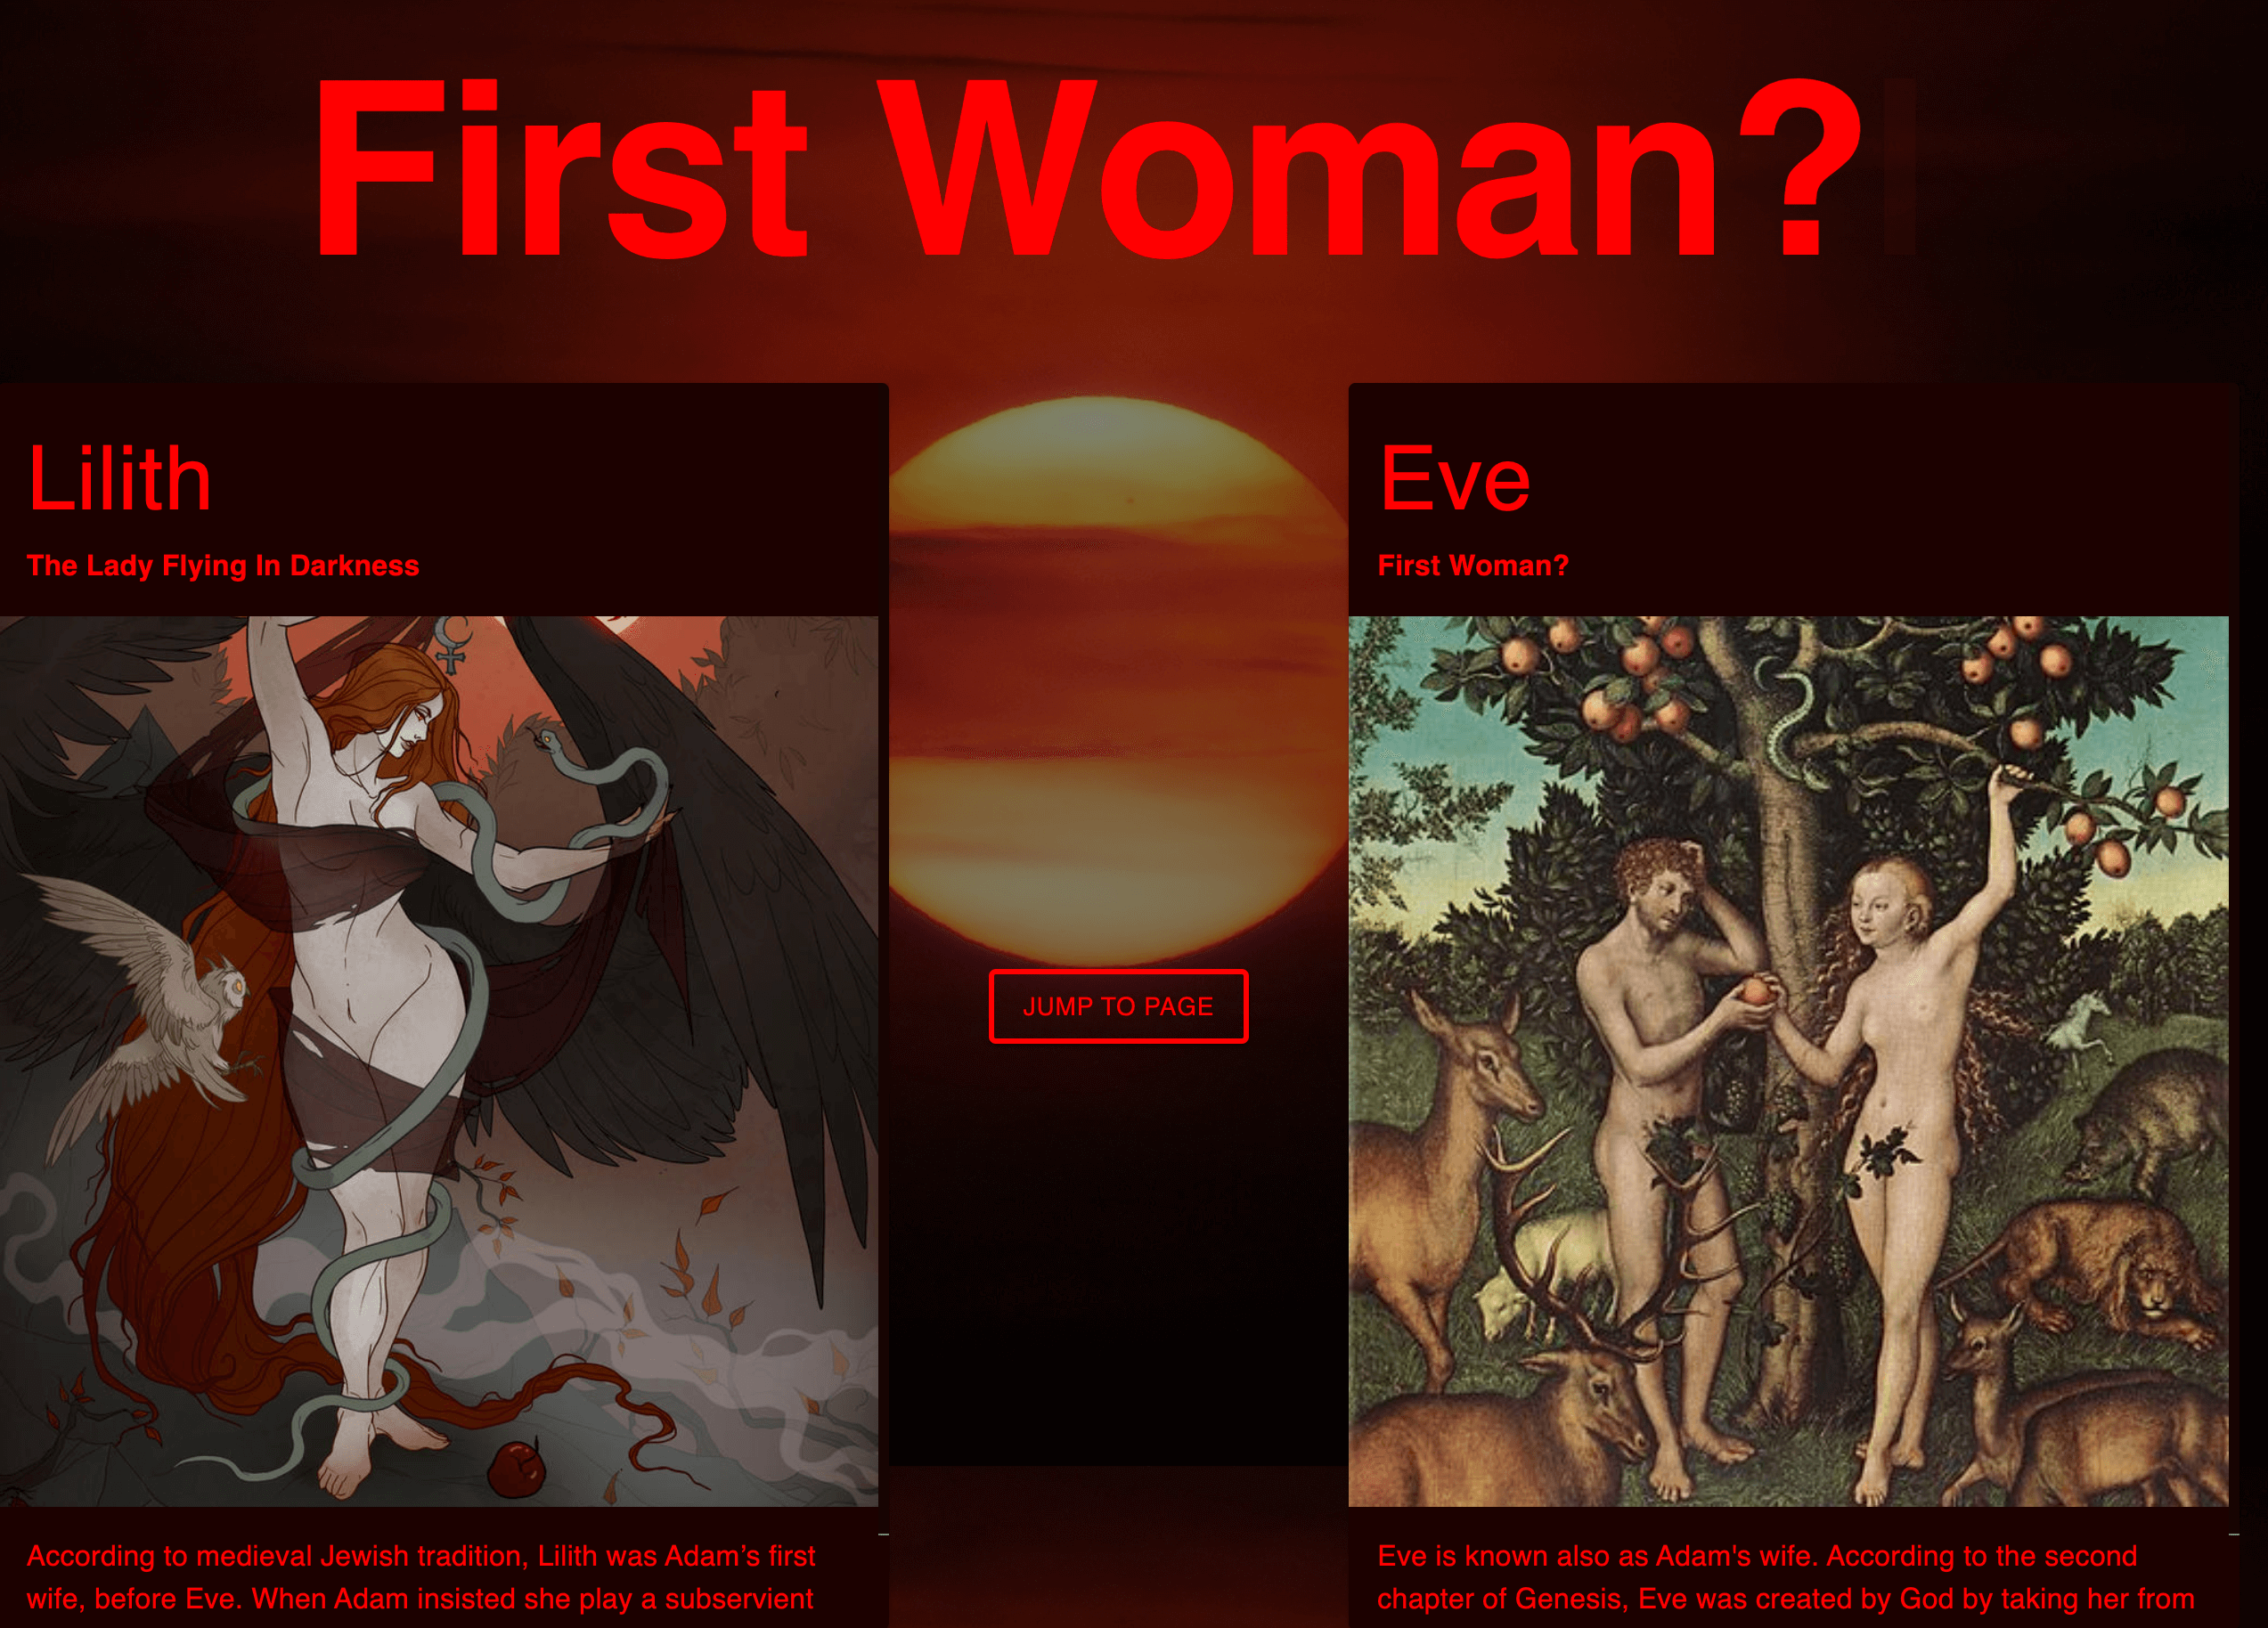 First Woman?
Lilith
The Lady Flying In Darkness
According to medieval Jewish tradition, Lilith was Adam’s first
wife, before Eve. When Adam insisted she play a subservient
JUMP TO PAGE
Eve
First Woman?
Eve is known also as Adam's wife. According to the second
chapter of Genesis, Eve was created by God by taking her from